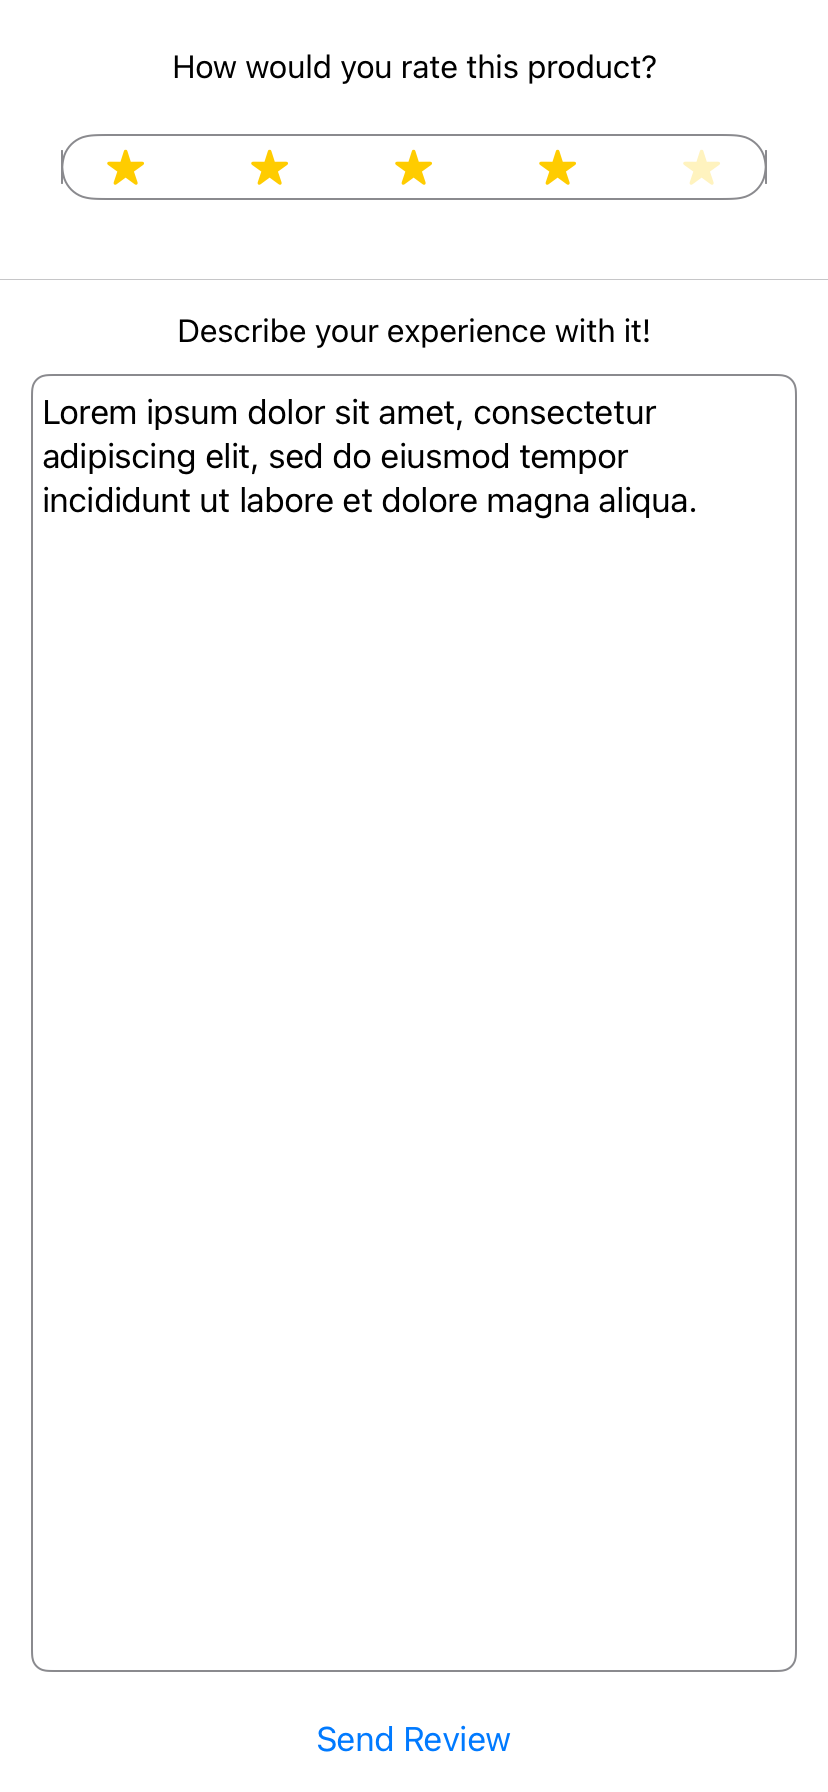 How would you rate this product?
Describe your experience with it!
Lorem ipsum dolor sit amet, consectetur
adipiscing elit, sed do eiusmod tempor
incididunt ut labore et dolore magna aliqua.
Send Review